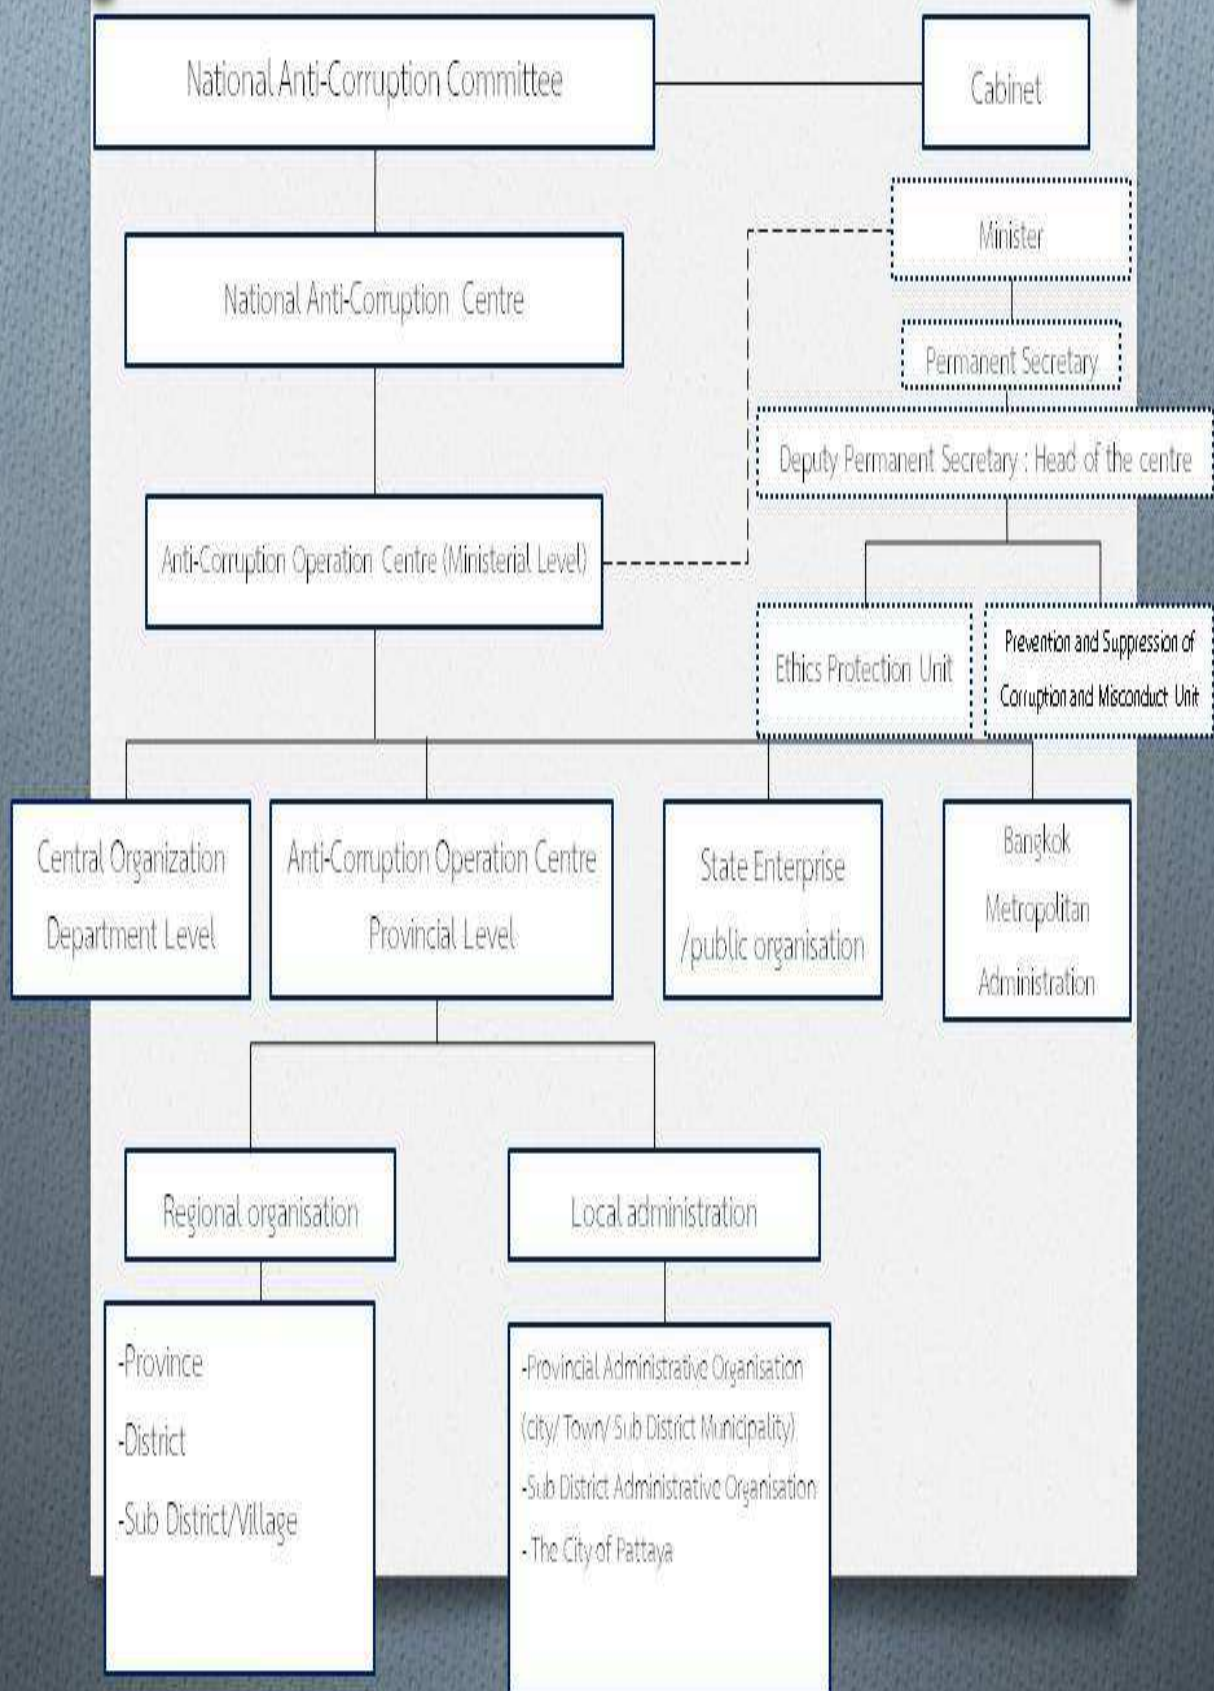 National Anti-Corruption Committee
Cabinet
Minister
National Anti-Corruption Centre
Permanent Secretary
Deputy Permanent Secretary : Head of the centre
Anti-Corruption Operation Centre (Ministerial Level)
Ethics Protection Unit
Prevention and Suppression of
Corruption and Misconduct Unit
Central Organization
Department Level
Anti-Corruption Operation Centre
Provincial Level
State Enterprise
/public organisation
Bangkok
Metropolitan
Administration
Regional organisation
Local administration
-Province
-District
-Sub District/Village
-Provincial Administrative Organisation
(city/ Town/ Sub District Municipality)
-Sub District Administrative Organisation
- The City of Pattaya